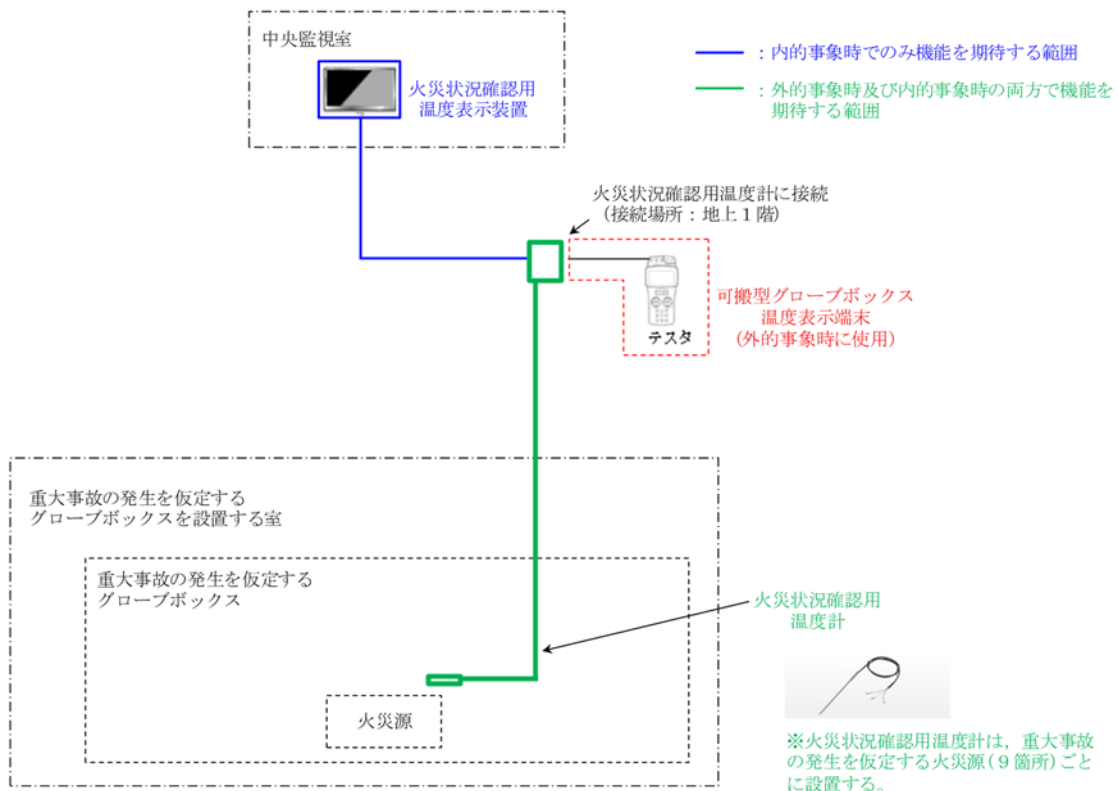 中央監視室
火災状況確認用
温度表示装置
：内的事象時でのみ機能を期待する範囲
：外的事象時及び内的事象時の両方で機能を
期待する範囲
火災状況確認用温度計に接続
（接続場所：地上１階）
テスタ
可搬型グローブボックス
温度表示端末
（外的事象時に使用）
重大事故の発生を仮定する
グローブボックスを設置する室
重大事故の発生を仮定する
グローブボックス
火災状況確認用
温度計
火災源
※火災状況確認用温度計は，重大事故
の発生を仮定する火災源（９箇所）ごと
に設置する。